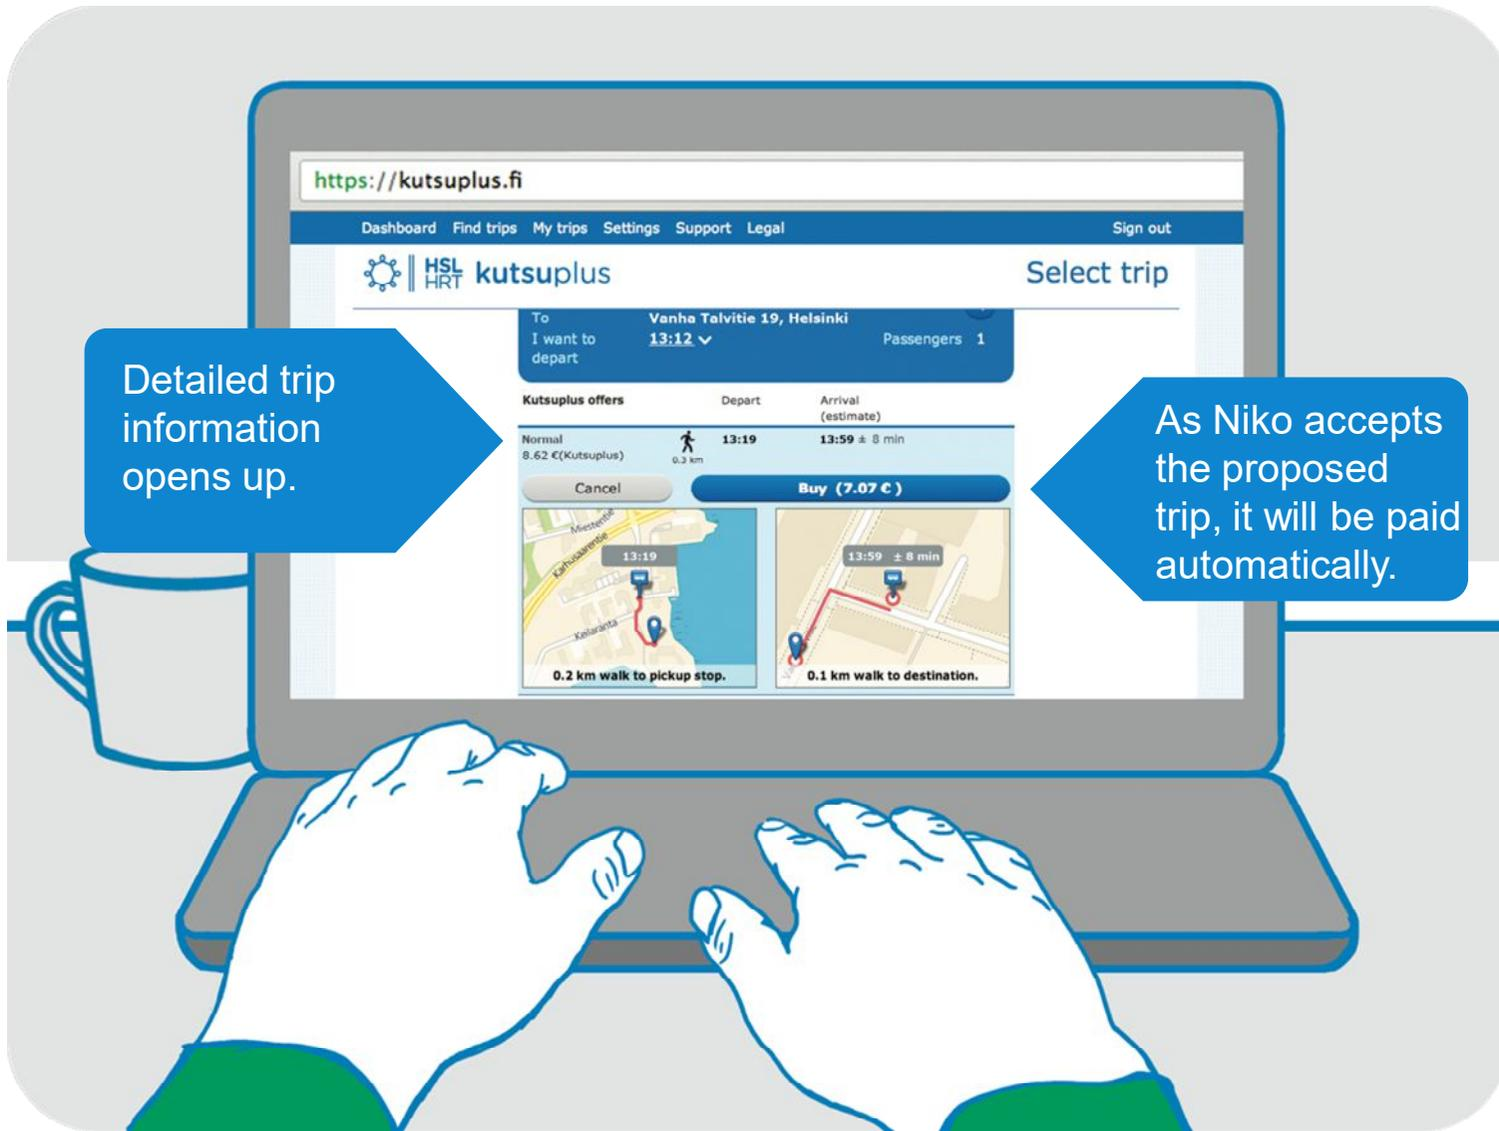 https://kutsuplus.fi
Dashboard Find trips My trips Settings Support Legal Sign out
HSL HRT kutsuplus Select trip
To Vanha Talvitie 19, Helsinki
I want to depart 13:12 Passengers 1
Detailed trip
information
opens up.
Kutsuplus offers Depart Arrival
(estimate)
Normal 13:19 13:59 ± 8 min
8.62 €(Kutsuplus) 0.3 km
Cancel Buy (7.07 € )
Miestentie
Karhusaarentie
13:19
Keilaranta
0.2 km walk to pickup stop.
13:59 ± 8 min
0.1 km walk to destination.
As Niko accepts
the proposed
trip, it will be paid
automatically.